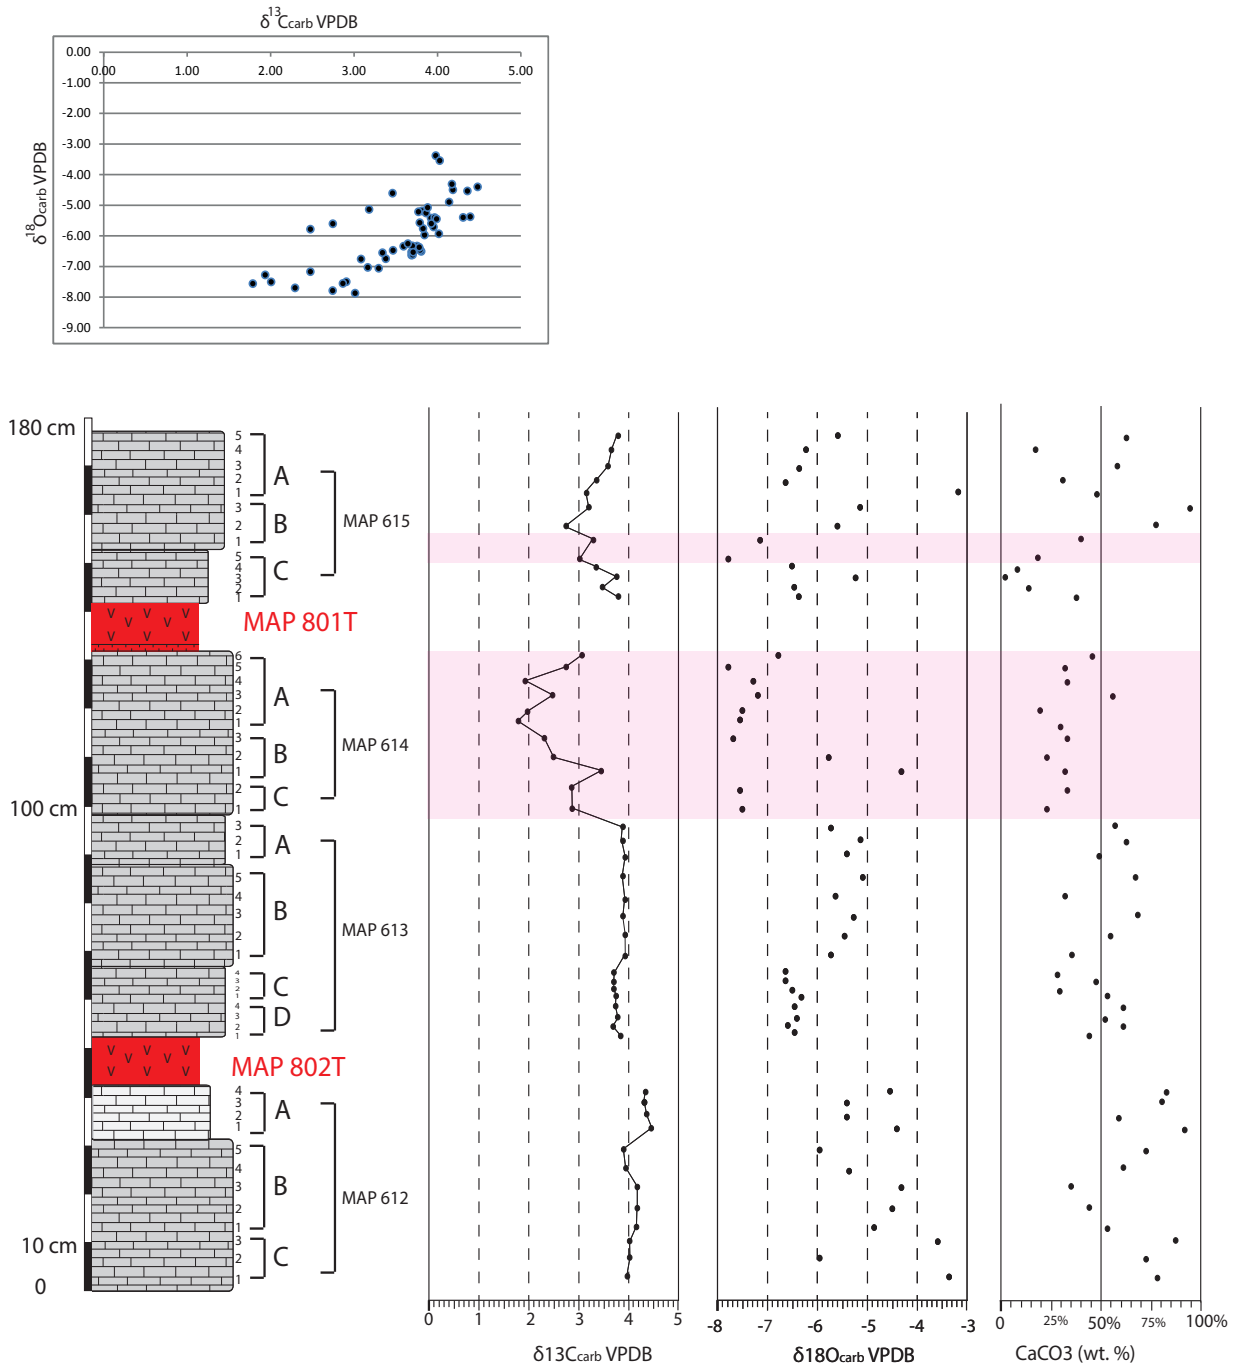 δ13Ccarb VPDB
0.00
0.00 1.00 2.00 3.00 4.00 5.00
-1.00
-2.00
-3.00
-4.00
-5.00
-6.00
-7.00
-8.00
-9.00
δ18Ocarb VPDB
180 cm
5
4
3
2
1
A
3
2
1
B
5
4
3
2
1
C
MAP 615
V V V
V V
V V V
MAP 801T
6
5
4
3
2
1
A
3
2
1
B
2
1
C
MAP 614
100 cm
3
2
1
A
5
4
3
2
1
B
4
3
2
1
C
4
3
2
1
D
MAP 613
V V V
V V
V V V
MAP 802T
4
3
2
1
A
5
4
3
2
1
B
3
2
1
C
MAP 612
10 cm
0
0 1 2 3 4 5
δ13Ccarb VPDB
-8 -7 -6 -5 -4 -3
δ18Ocarb VPDB
0 25% 50% 75% 100%
CaCO3 (wt. %)